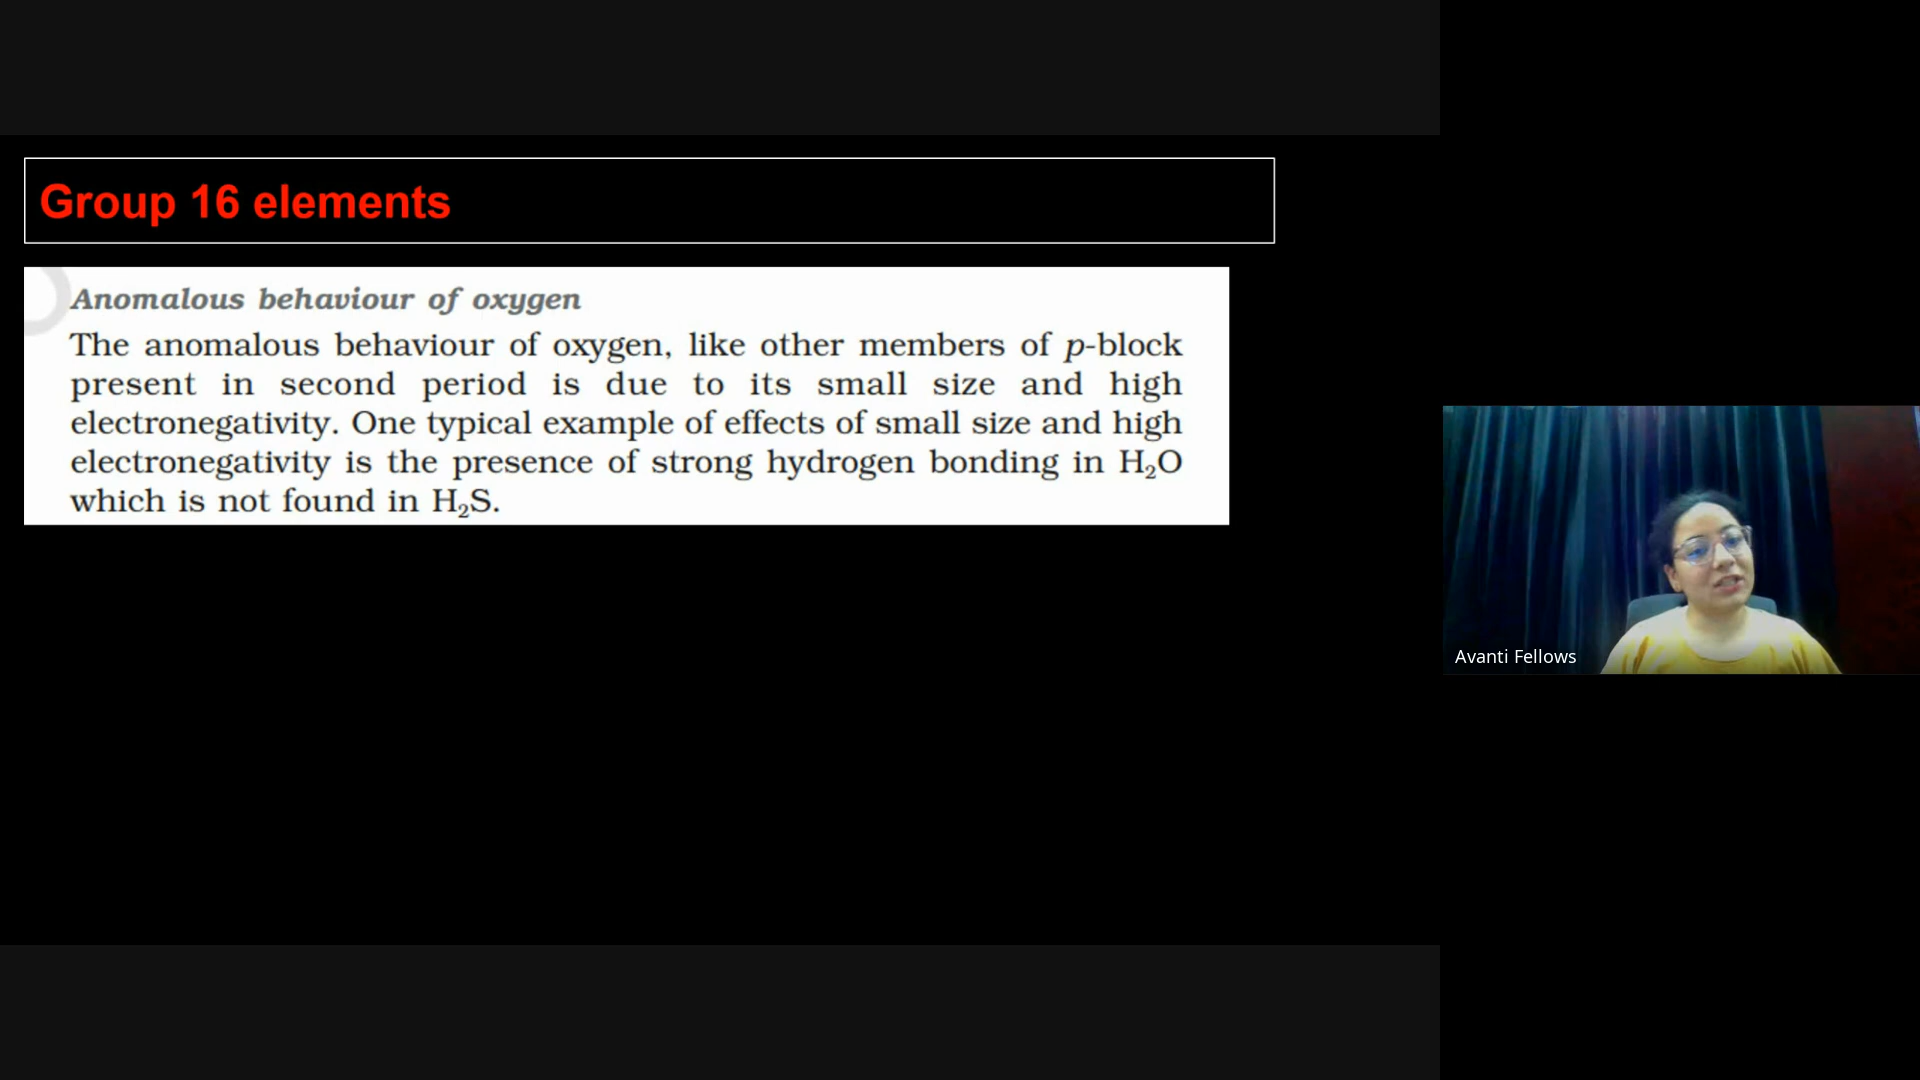 Group 16 elements
Anomalous behaviour of oxygen
The anomalous behaviour of oxygen, like other members of p-block
present in second period is due to its small size and high
electronegativity. One typical example of effects of small size and high
electronegativity is the presence of strong hydrogen bonding in H₂O
which is not found in H₂S.
Avanti Fellows